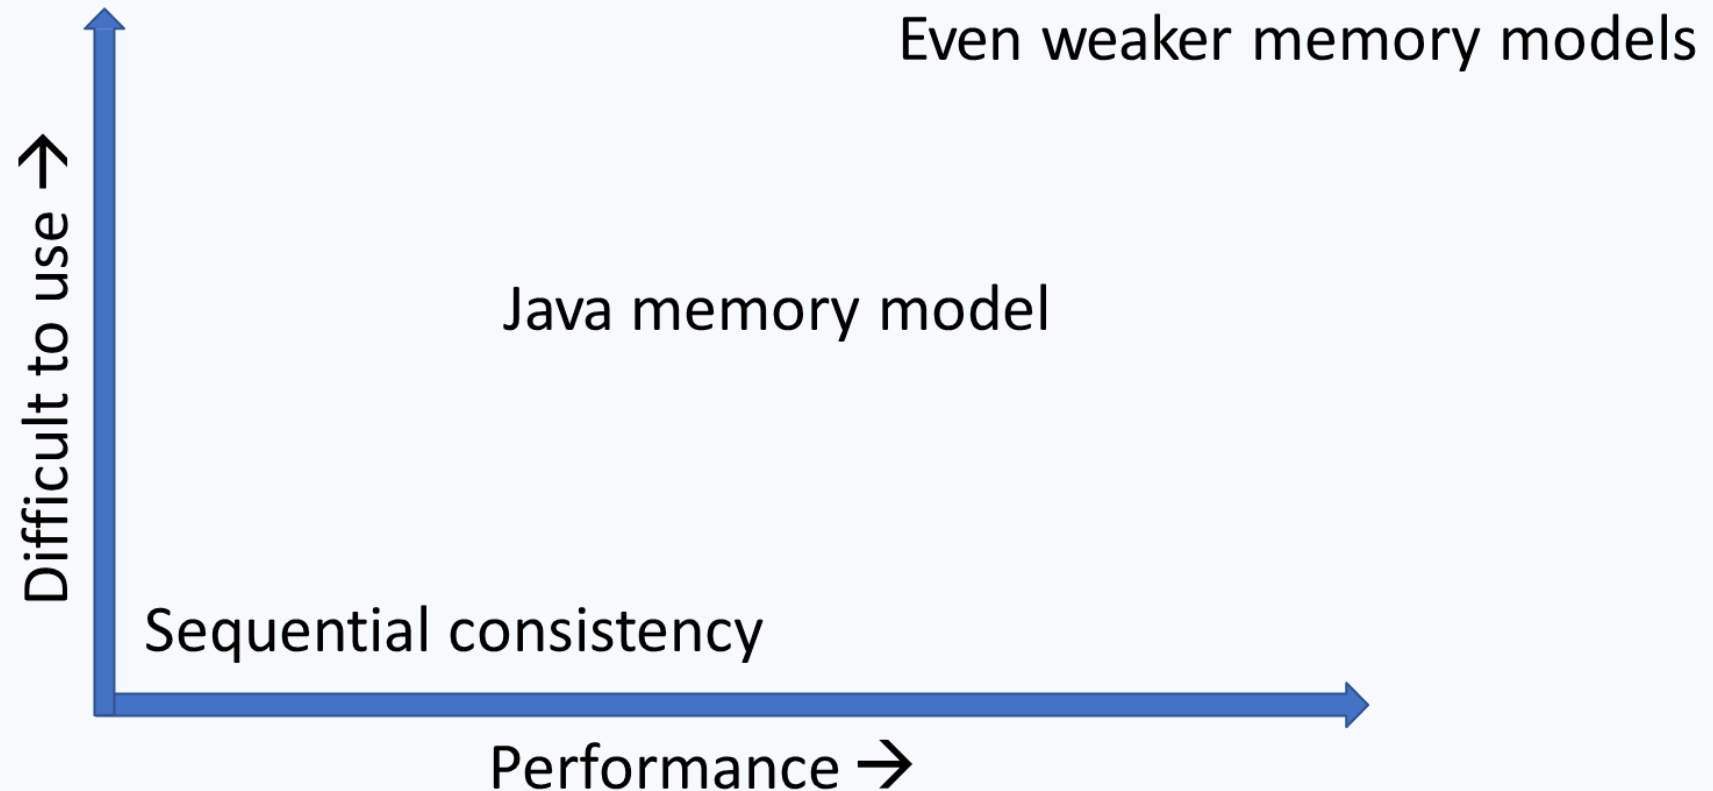 Even weaker memory models
Difficult to use →
Java memory model
Sequential consistency
Performance →